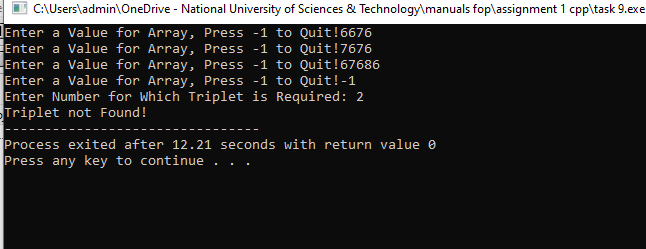 C:\Users\admin\OneDrive - National University of Sciences & Technology\manuals fop\assignment 1 cpp\task 9.exe
Enter a Value for Array, Press -1 to Quit!6676
Enter a Value for Array, Press -1 to Quit!7676
Enter a Value for Array, Press -1 to Quit!67686
Enter a Value for Array, Press -1 to Quit!-1
Enter Number for Which Triplet is Required: 2
Triplet not Found!
--------------------------------
Process exited after 12.21 seconds with return value 0
Press any key to continue . . .